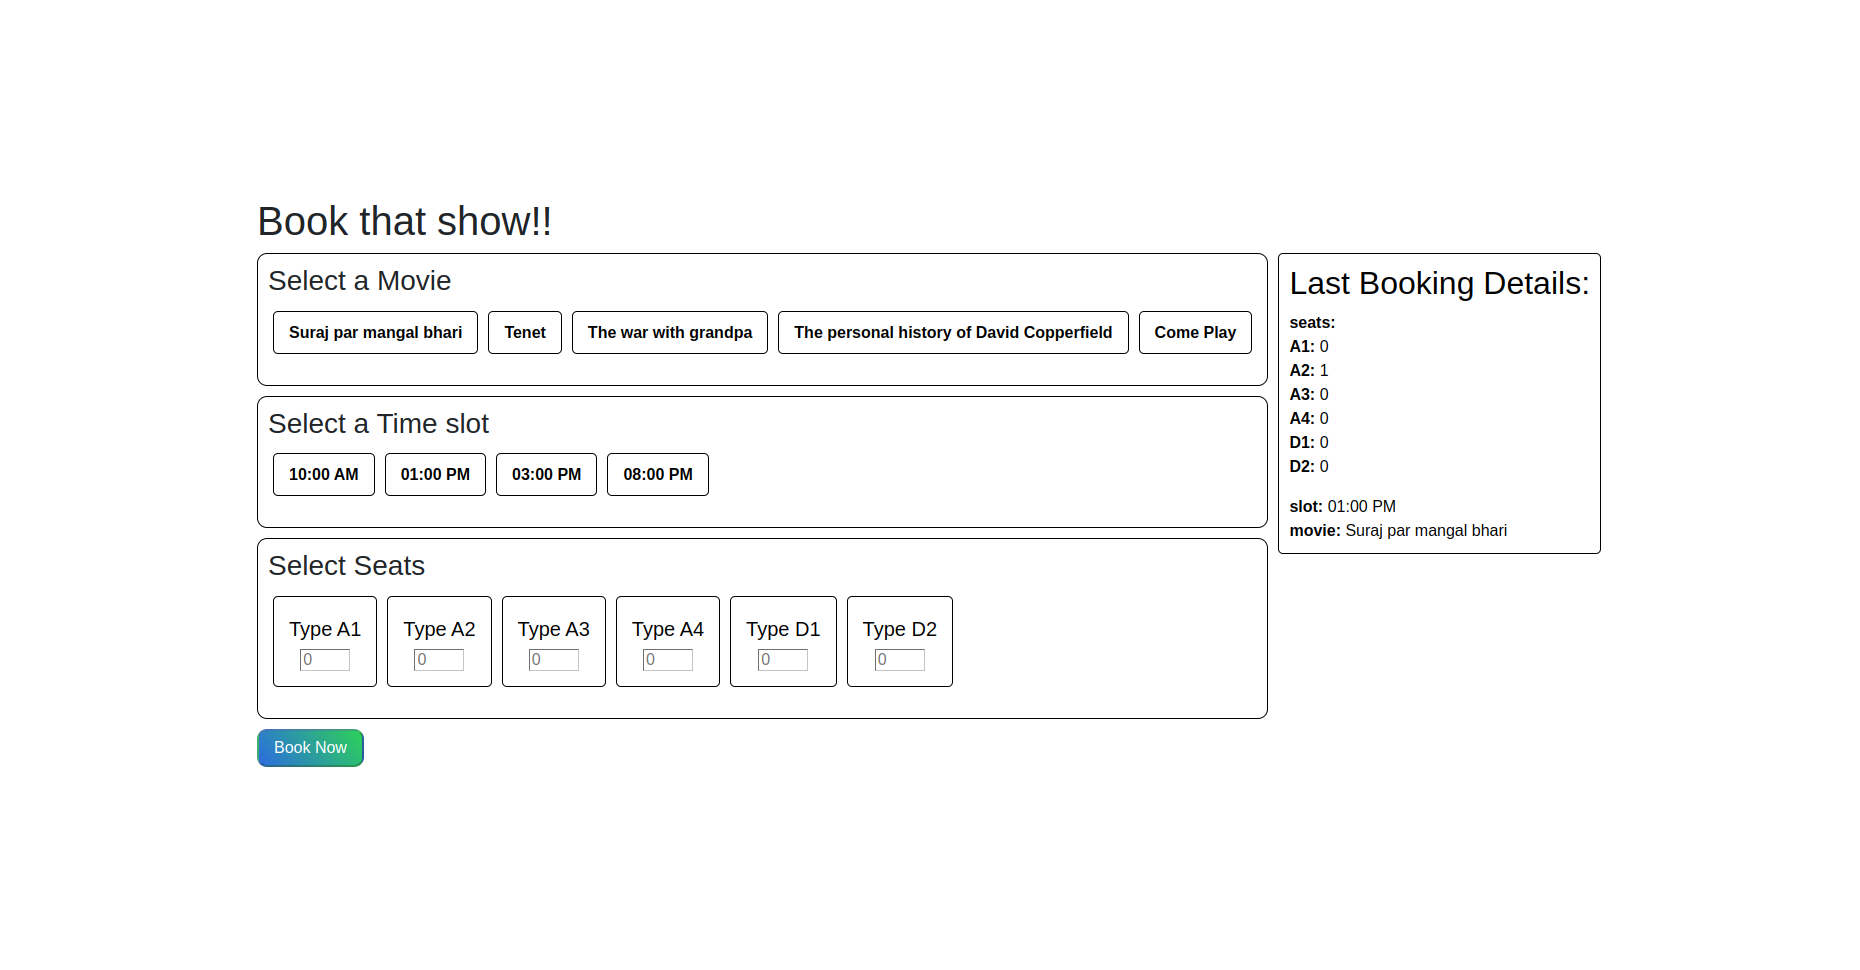 Book that show!!
Select a Movie
Suraj par mangal bhari
Tenet
The war with grandpa
The personal history of David Copperfield
Come Play
Select a Time slot
10:00 AM
01:00 PM
03:00 PM
08:00 PM
Select Seats
Type A1
0
Type A2
0
Type A3
0
Type A4
0
Type D1
0
Type D2
0
Book Now
Last Booking Details:
seats:
A1: 0
A2: 1
A3: 0
A4: 0
D1: 0
D2: 0
slot: 01:00 PM
movie: Suraj par mangal bhari